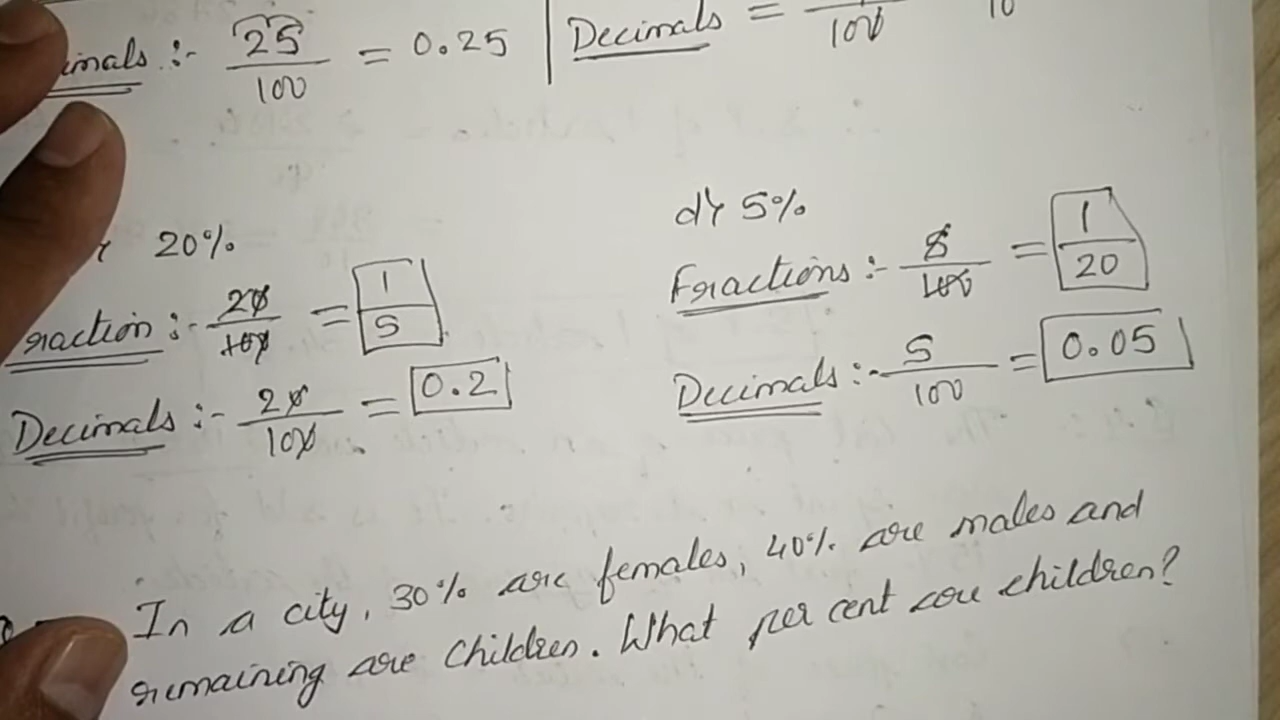 imals :- 25/100 = 0.25
Decimals = /100 10
20%
raction :- 20/100 = 1/5
Decimals :- 20/100 = 0.2
d) 5%
Fractions :- 5/100 = 1/20
Decimals :- 5/100 = 0.05
In a city, 30% are females, 40% are males and
remaining are children. What per cent are children?